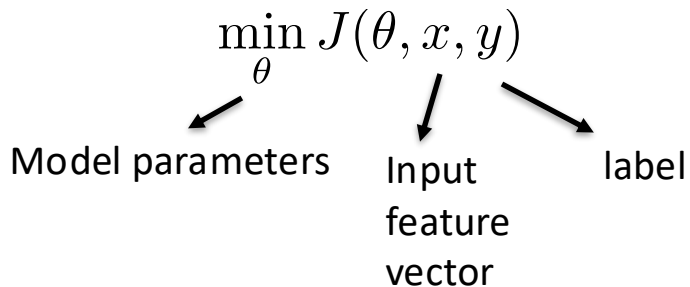 min J(θ, x, y)
θ
Model parameters
Input
feature
vector
label